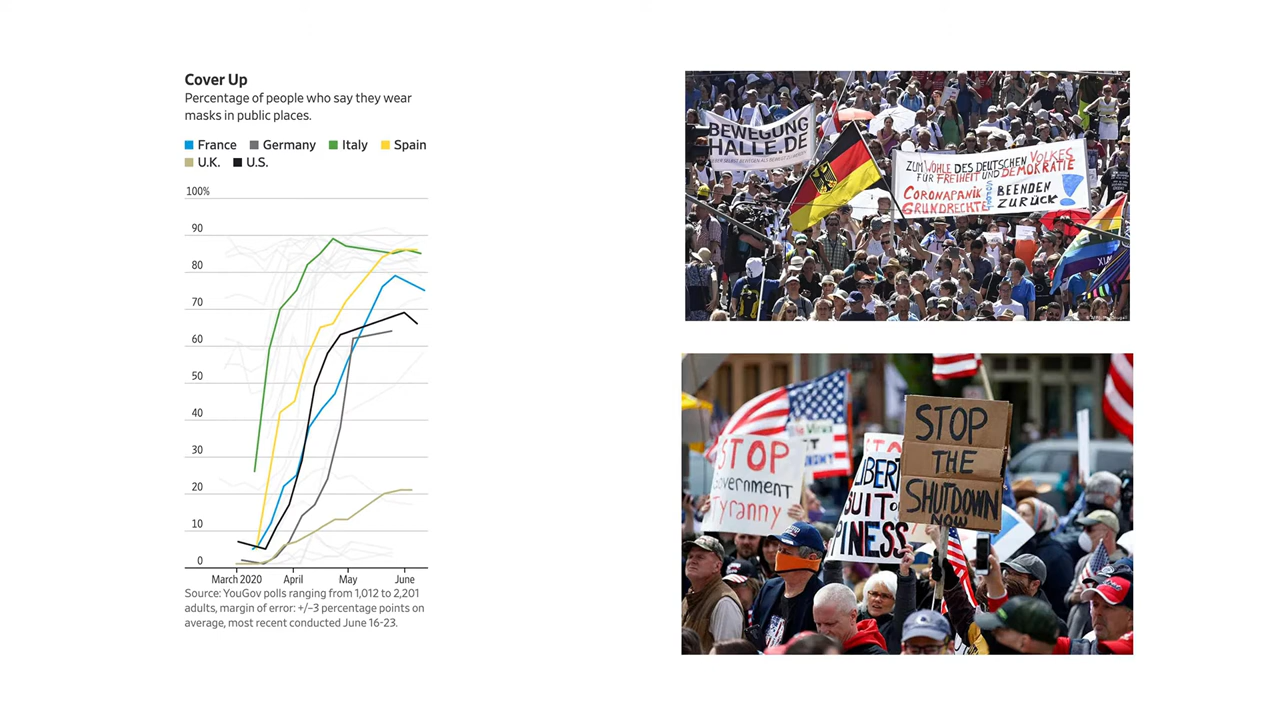 Cover Up
Percentage of people who say they wear
masks in public places.
France Germany Italy Spain
U.K. U.S.
100%
90
80
70
60
50
40
30
20
10
0
March 2020 April May June
Source: YouGov polls ranging from 1,012 to 2,201
adults, margin of error: +/–3 percentage points on
average, most recent conducted June 16-23.
BEWEGUNG
HALLE.DE
ZUM WOHLE DES DEUTSCHEN VOLKES
FÜR FREIHEIT UND DEMOKRATIE
CORONAPANIK BEENDEN
GRUNDRECHTE ZURÜCK
STOP
Government
Tyranny
STOP
THE
SHUTDOWN
NOW